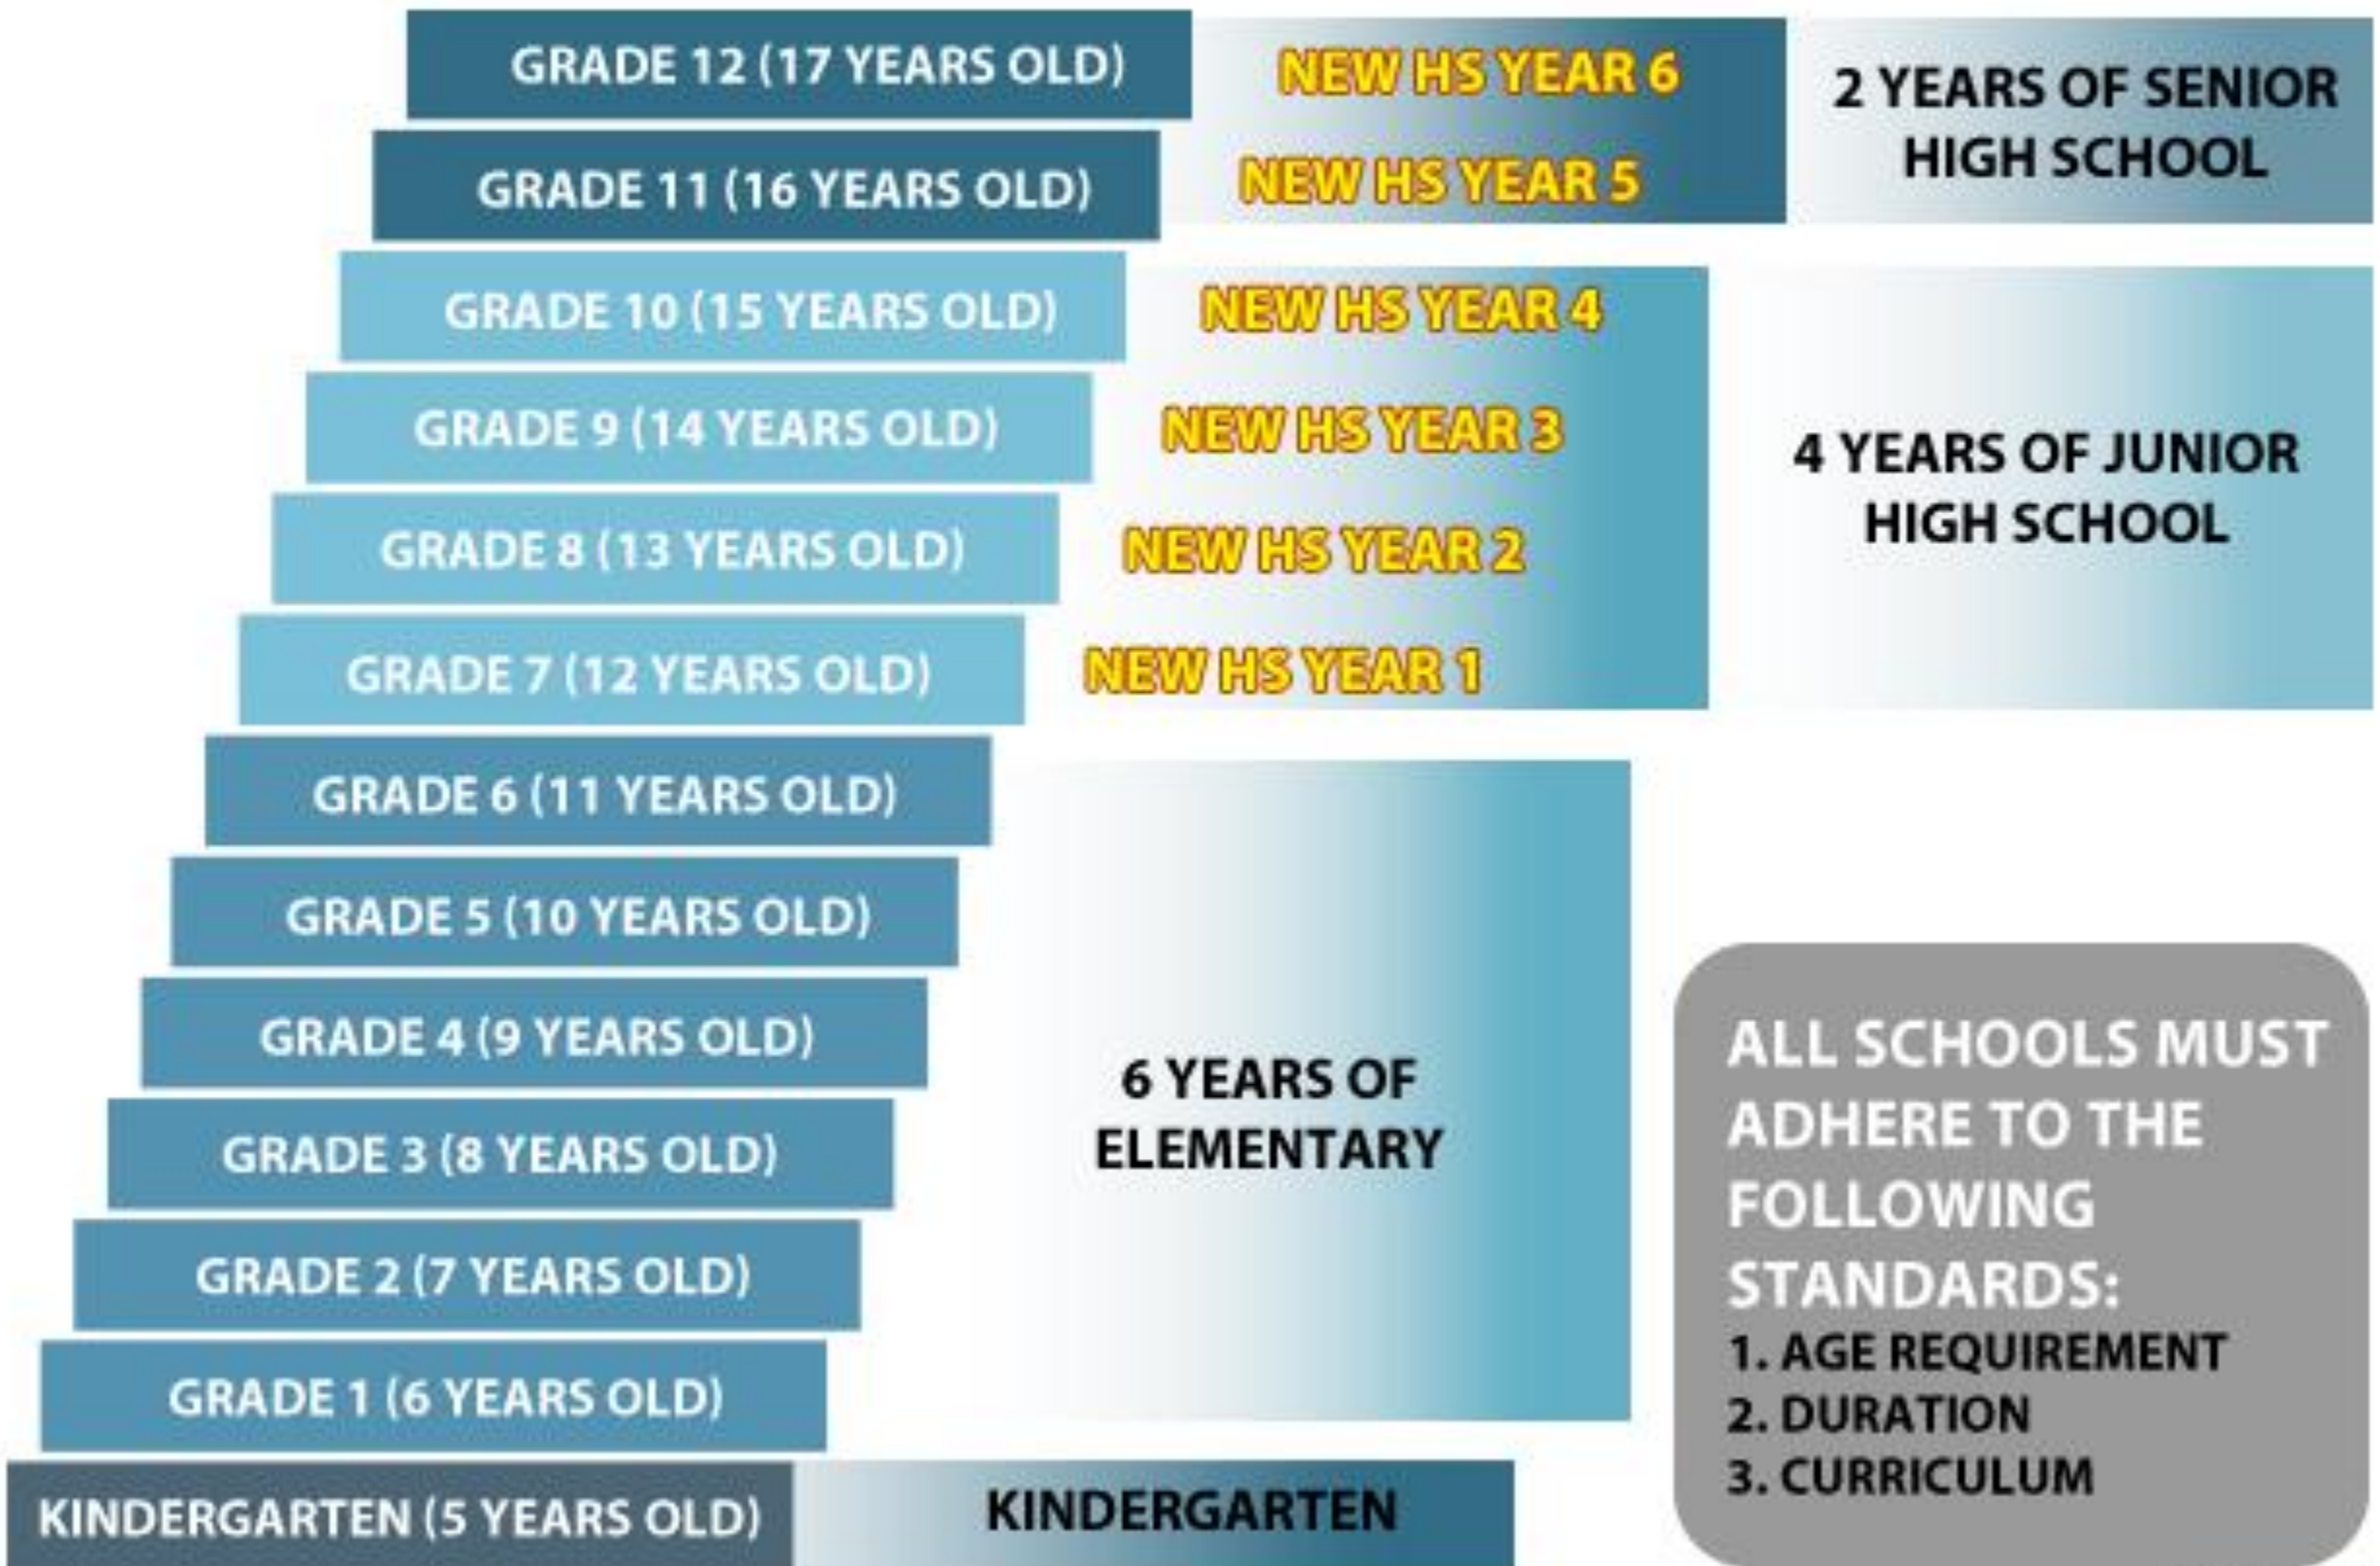 GRADE 12 (17 YEARS OLD)
NEW HS YEAR 6
2 YEARS OF SENIOR
HIGH SCHOOL
GRADE 11 (16 YEARS OLD)
NEW HS YEAR 5
GRADE 10 (15 YEARS OLD)
NEW HS YEAR 4
GRADE 9 (14 YEARS OLD)
NEW HS YEAR 3
4 YEARS OF JUNIOR
HIGH SCHOOL
GRADE 8 (13 YEARS OLD)
NEW HS YEAR 2
GRADE 7 (12 YEARS OLD)
NEW HS YEAR 1
GRADE 6 (11 YEARS OLD)
GRADE 5 (10 YEARS OLD)
GRADE 4 (9 YEARS OLD)
GRADE 3 (8 YEARS OLD)
GRADE 2 (7 YEARS OLD)
GRADE 1 (6 YEARS OLD)
6 YEARS OF
ELEMENTARY
KINDERGARTEN (5 YEARS OLD)
KINDERGARTEN
ALL SCHOOLS MUST
ADHERE TO THE
FOLLOWING
STANDARDS:
1. AGE REQUIREMENT
2. DURATION
3. CURRICULUM